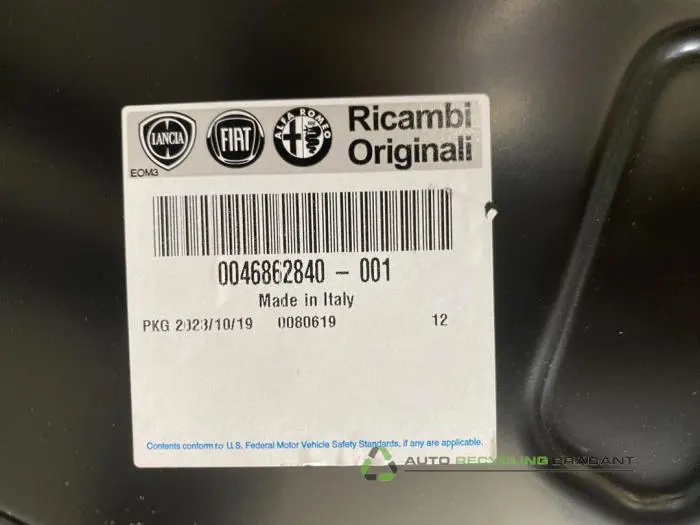 LANCIA FIAT ALFA ROMEO Ricambi
Originali
EOM3
0046862840 - 001
Made in Italy
PKG 2023/10/19 0080619 12
Contents conform to U.S. Federal Motor Vehicle Safety Standards, if any are applicable.
AUTO RECYCLING BRABANT